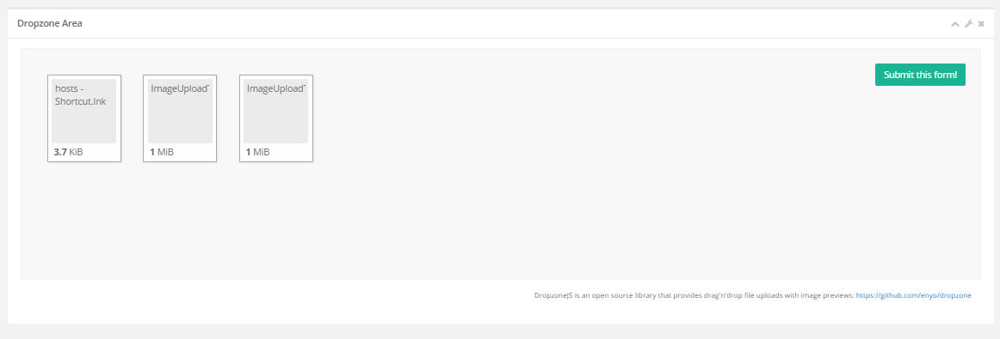 Dropzone Area
Submit this form!
hosts -
Shortcut.lnk
ImageUpload
ImageUpload
3.7 KiB
1 MiB
1 MiB
DropzoneJS is an open source library that provides drag'n'drop file uploads with image previews: https://github.com/enyo/dropzone